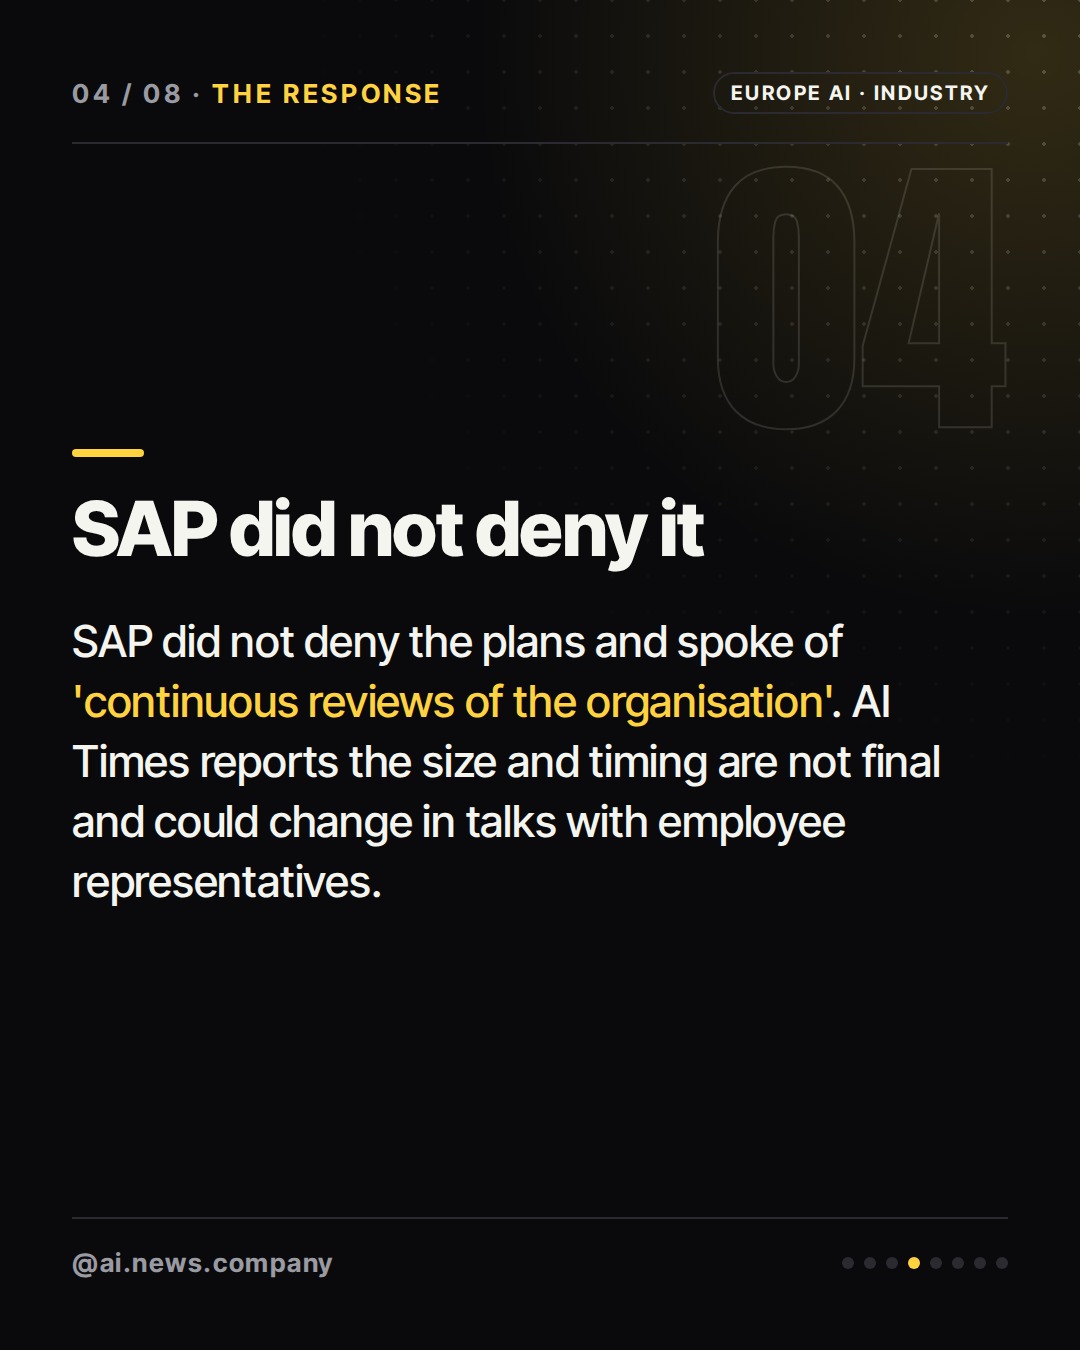 04 / 08 · THE RESPONSE
EUROPE AI · INDUSTRY
04
SAP did not deny it
SAP did not deny the plans and spoke of
'continuous reviews of the organisation'. AI
Times reports the size and timing are not final
and could change in talks with employee
representatives.
@ai.news.company